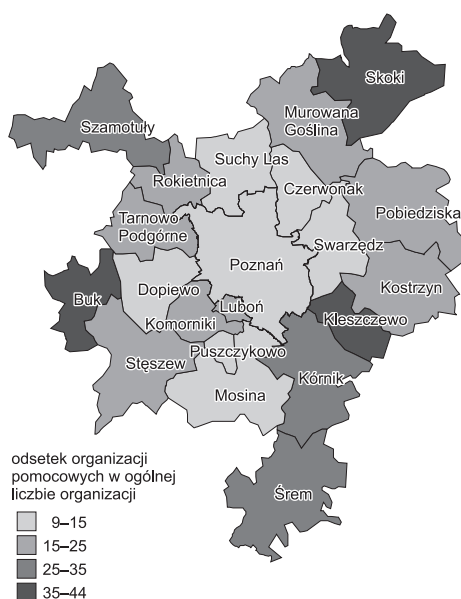 Skoki
Murowana
Goślina
Szamotuły
Suchy Las
Rokietnica
Czerwonak
Pobiedziska
Tarnowo
Podgórne
Swarzędz
Poznań
Buk
Dopiewo
Kostrzyn
Luboń
Komorniki
Kleszczewo
Puszczykowo
Stęszew
Kórnik
Mosina
odsetek organizacji
pomocowych w ogólnej
liczbie organizacji
Śrem
9–15
15–25
25–35
35–44